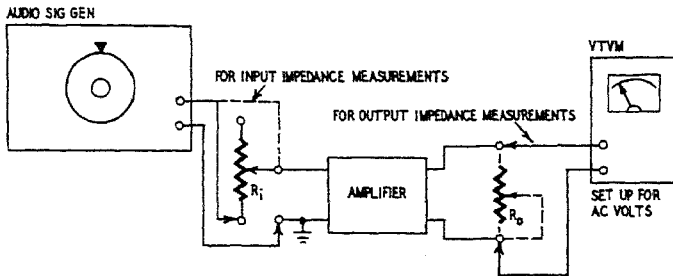 AUDIO SIG GEN
VTVM
FOR INPUT IMPEDANCE MEASUREMENTS
FOR OUTPUT IMPEDANCE MEASUREMENTS
Ri
AMPLIFIER
Ro
SET UP FOR
AC VOLTS